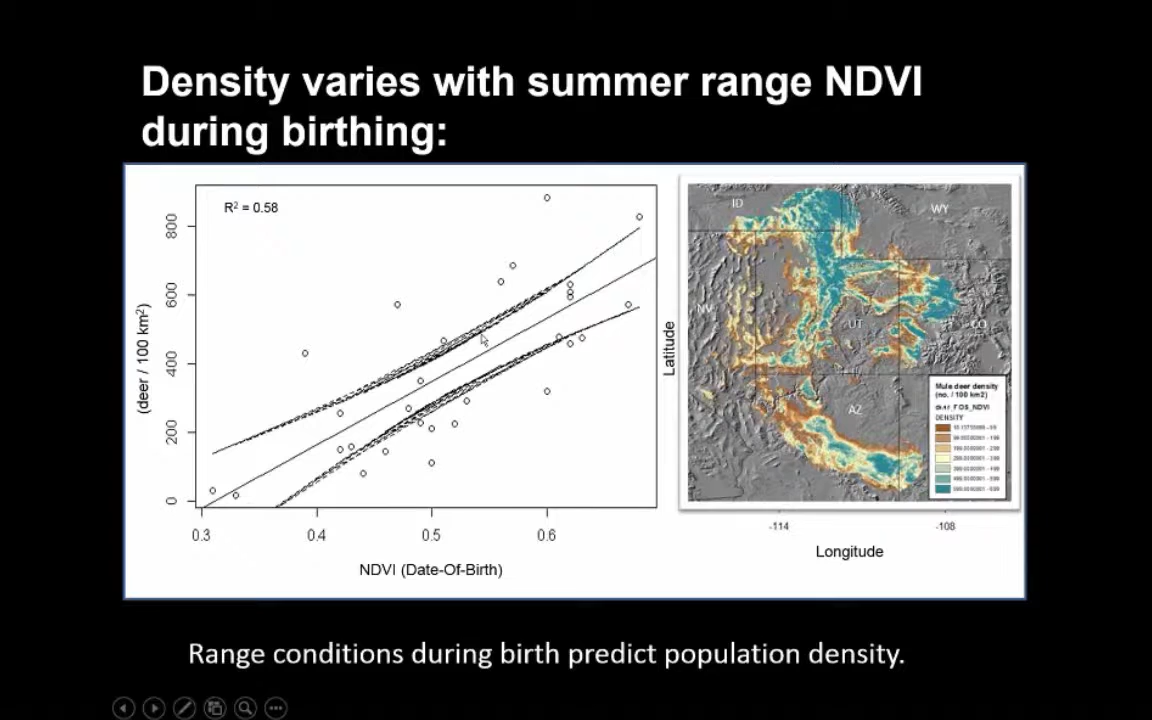 Density varies with summer range NDVI
during birthing:
R² = 0.58
(deer / 100 km²)
800
600
400
200
0
0.3 0.4 0.5 0.6
NDVI (Date-Of-Birth)
Latitude
ID
WY
NV
UT
CO
AZ
Mule deer density
(no. / 100 km2)
DENSITY
-114 -108
Longitude
Range conditions during birth predict population density.